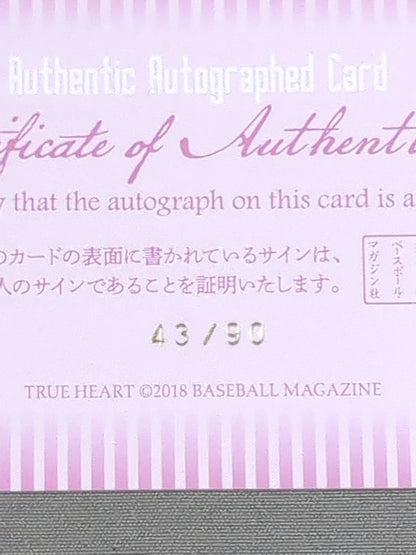 Authentic Autographed Card
ificate of Authenti
y that the autograph on this card is a
のカードの表面に書かれているサインは、
人のサインであることを証明いたします。
ベースボール・
マガジン社
43/90
TRUE HEART ©2018 BASEBALL MAGAZINE